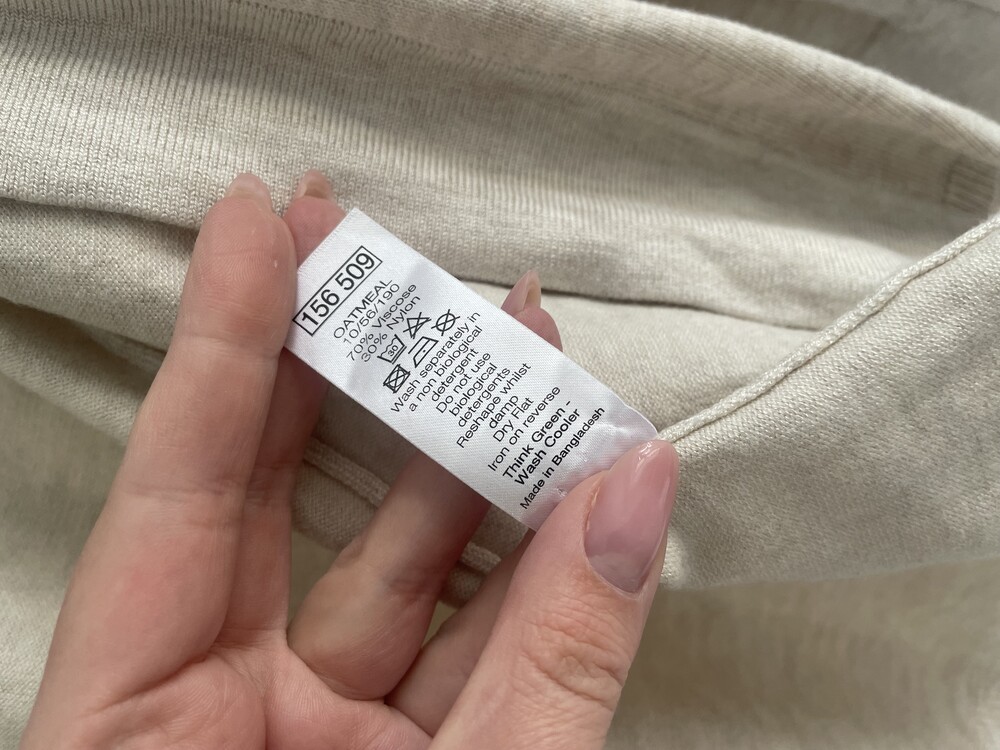 156 509
OATMEAL
10/56/190
70% Viscose
30% Nylon
30
Wash separately in
a non biological
detergent
Do not use
biological
detergents
Reshape whilst
damp
Dry Flat
Iron on reverse
Think Green -
Wash Cooler
Made in Bangladesh